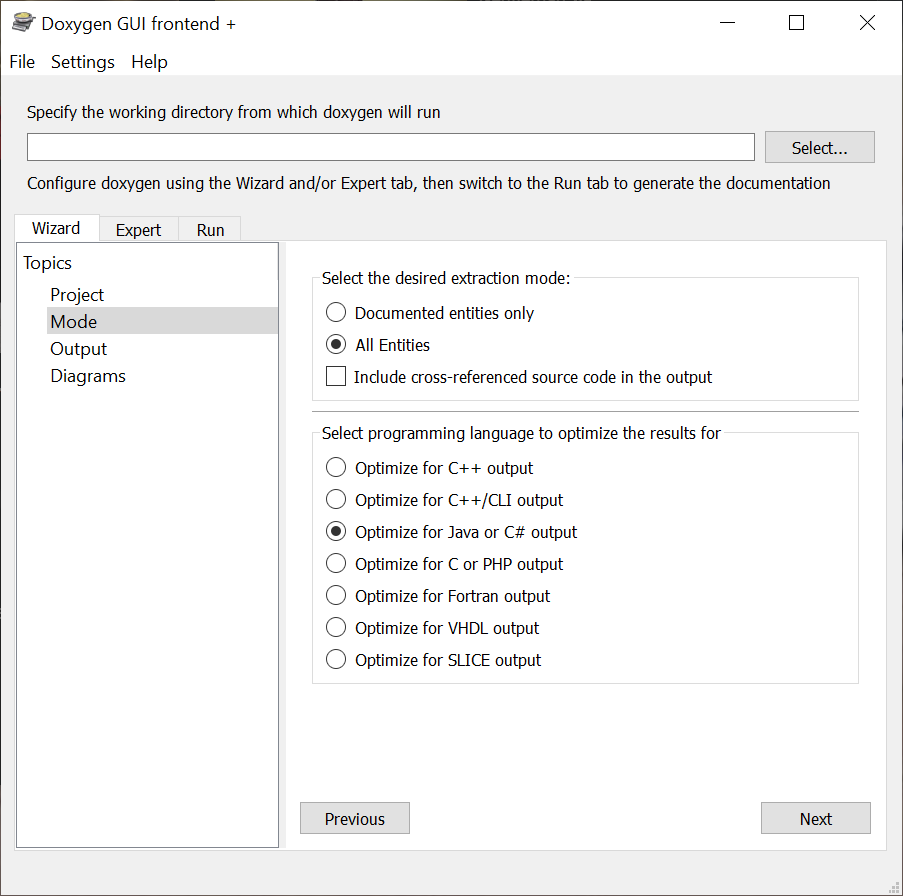 Doxygen GUI frontend +
File Settings Help
Specify the working directory from which doxygen will run
Select...
Configure doxygen using the Wizard and/or Expert tab, then switch to the Run tab to generate the documentation
Wizard Expert Run
Topics
Project
Mode
Output
Diagrams
Select the desired extraction mode:
Documented entities only
All Entities
Include cross-referenced source code in the output
Select programming language to optimize the results for
Optimize for C++ output
Optimize for C++/CLI output
Optimize for Java or C# output
Optimize for C or PHP output
Optimize for Fortran output
Optimize for VHDL output
Optimize for SLICE output
Previous Next